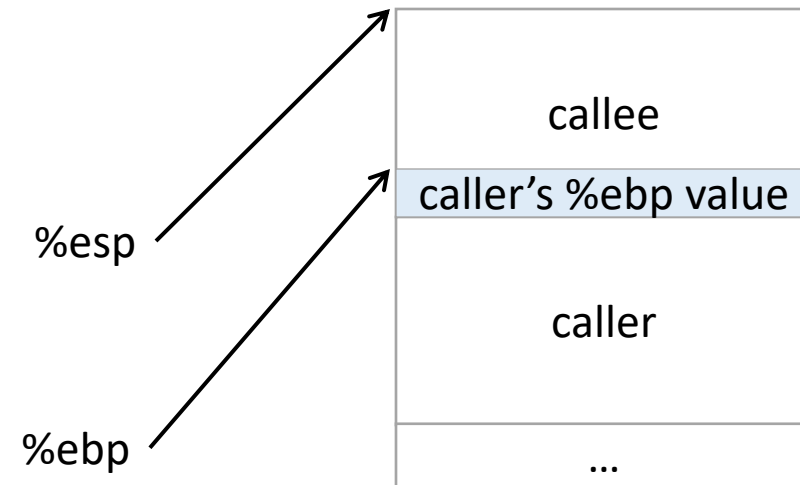 callee
caller’s %ebp value
%esp
caller
%ebp
...